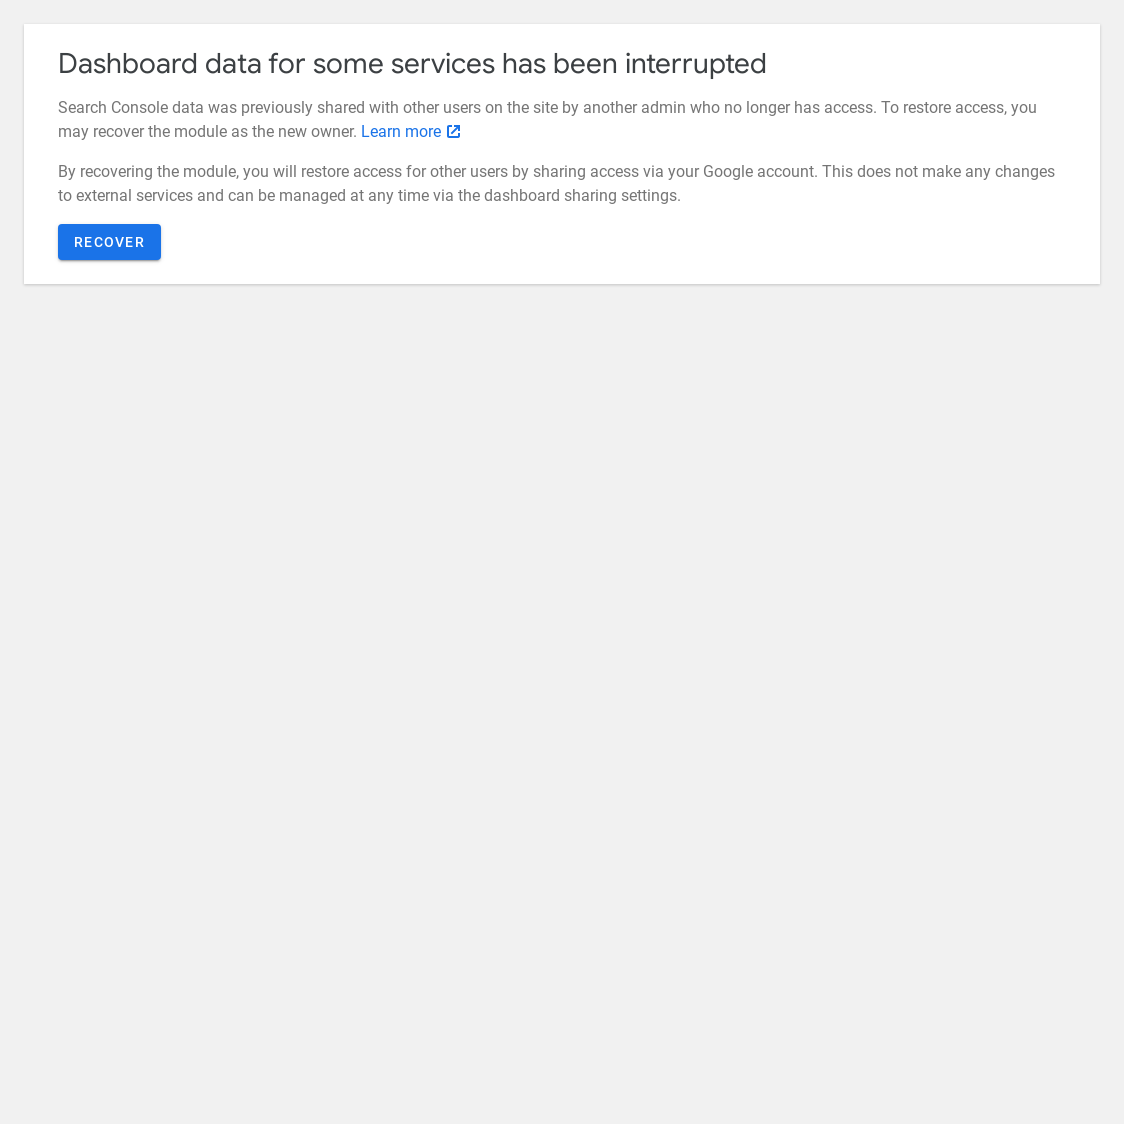 Dashboard data for some services has been interrupted
Search Console data was previously shared with other users on the site by another admin who no longer has access. To restore access, you
may recover the module as the new owner. Learn more
By recovering the module, you will restore access for other users by sharing access via your Google account. This does not make any changes
to external services and can be managed at any time via the dashboard sharing settings.
RECOVER